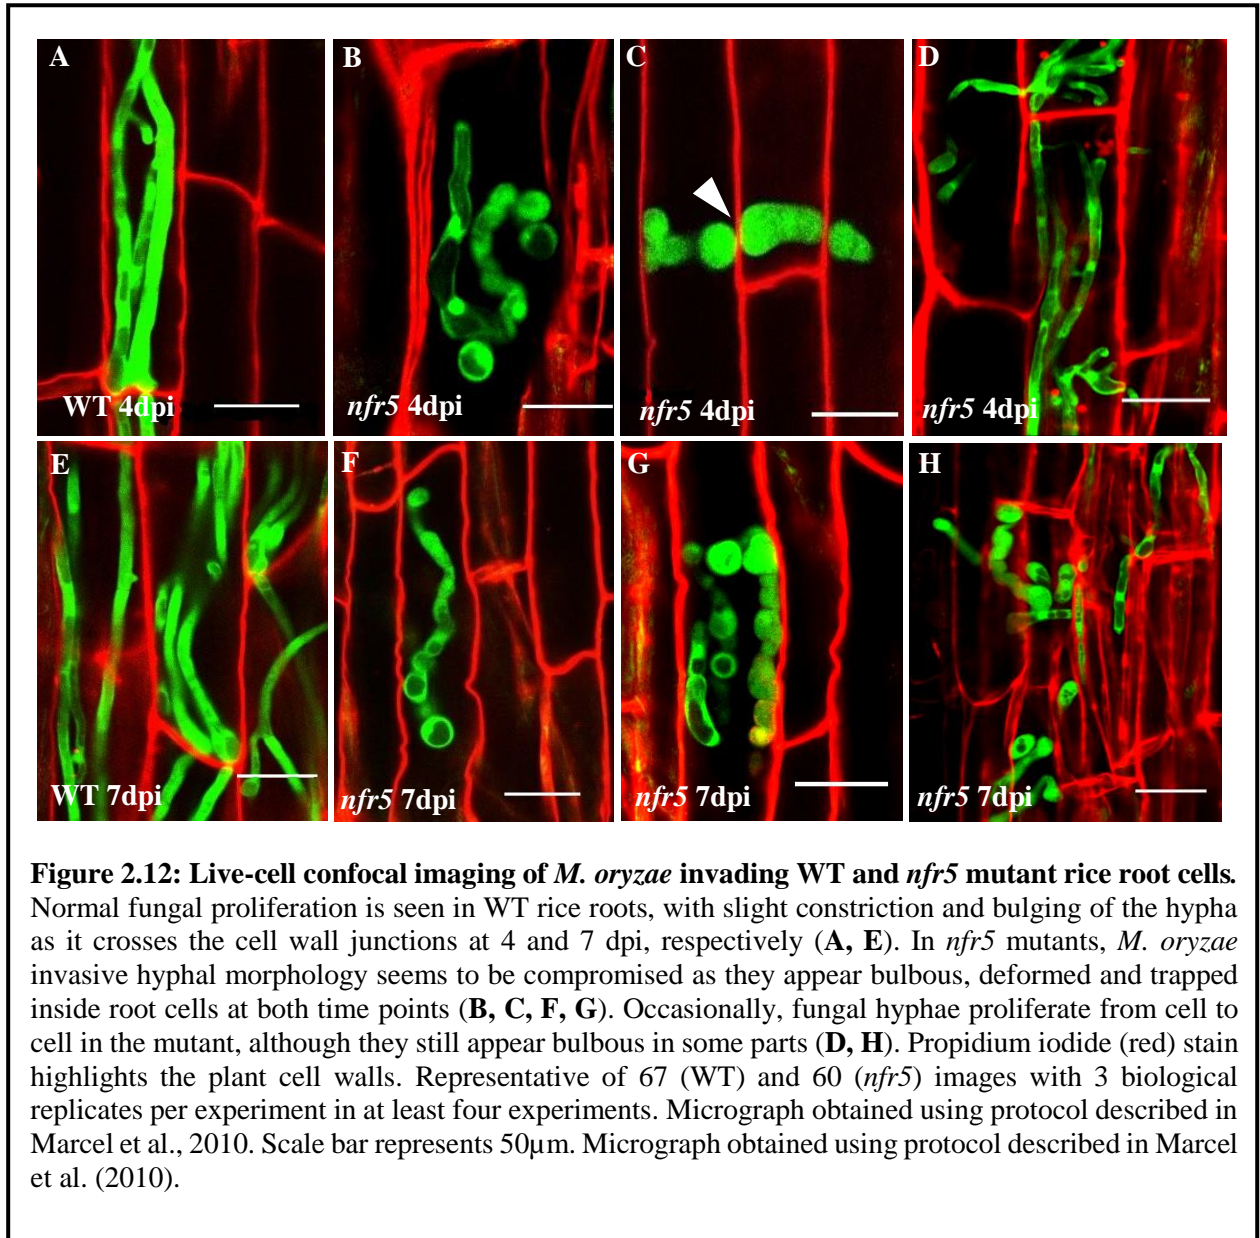 A
B
C
D
WT 4dpi
nfr5 4dpi
nfr5 4dpi
nfr5 4dpi
E
F
G
H
WT 7dpi
nfr5 7dpi
nfr5 7dpi
nfr5 7dpi
Figure 2.12: Live-cell confocal imaging of M. oryzae invading WT and nfr5 mutant rice root cells.
Normal fungal proliferation is seen in WT rice roots, with slight constriction and bulging of the hypha
as it crosses the cell wall junctions at 4 and 7 dpi, respectively (A, E). In nfr5 mutants, M. oryzae
invasive hyphal morphology seems to be compromised as they appear bulbous, deformed and trapped
inside root cells at both time points (B, C, F, G). Occasionally, fungal hyphae proliferate from cell to
cell in the mutant, although they still appear bulbous in some parts (D, H). Propidium iodide (red) stain
highlights the plant cell walls. Representative of 67 (WT) and 60 (nfr5) images with 3 biological
replicates per experiment in at least four experiments. Micrograph obtained using protocol described in
Marcel et al., 2010. Scale bar represents 50µm. Micrograph obtained using protocol described in Marcel
et al. (2010).